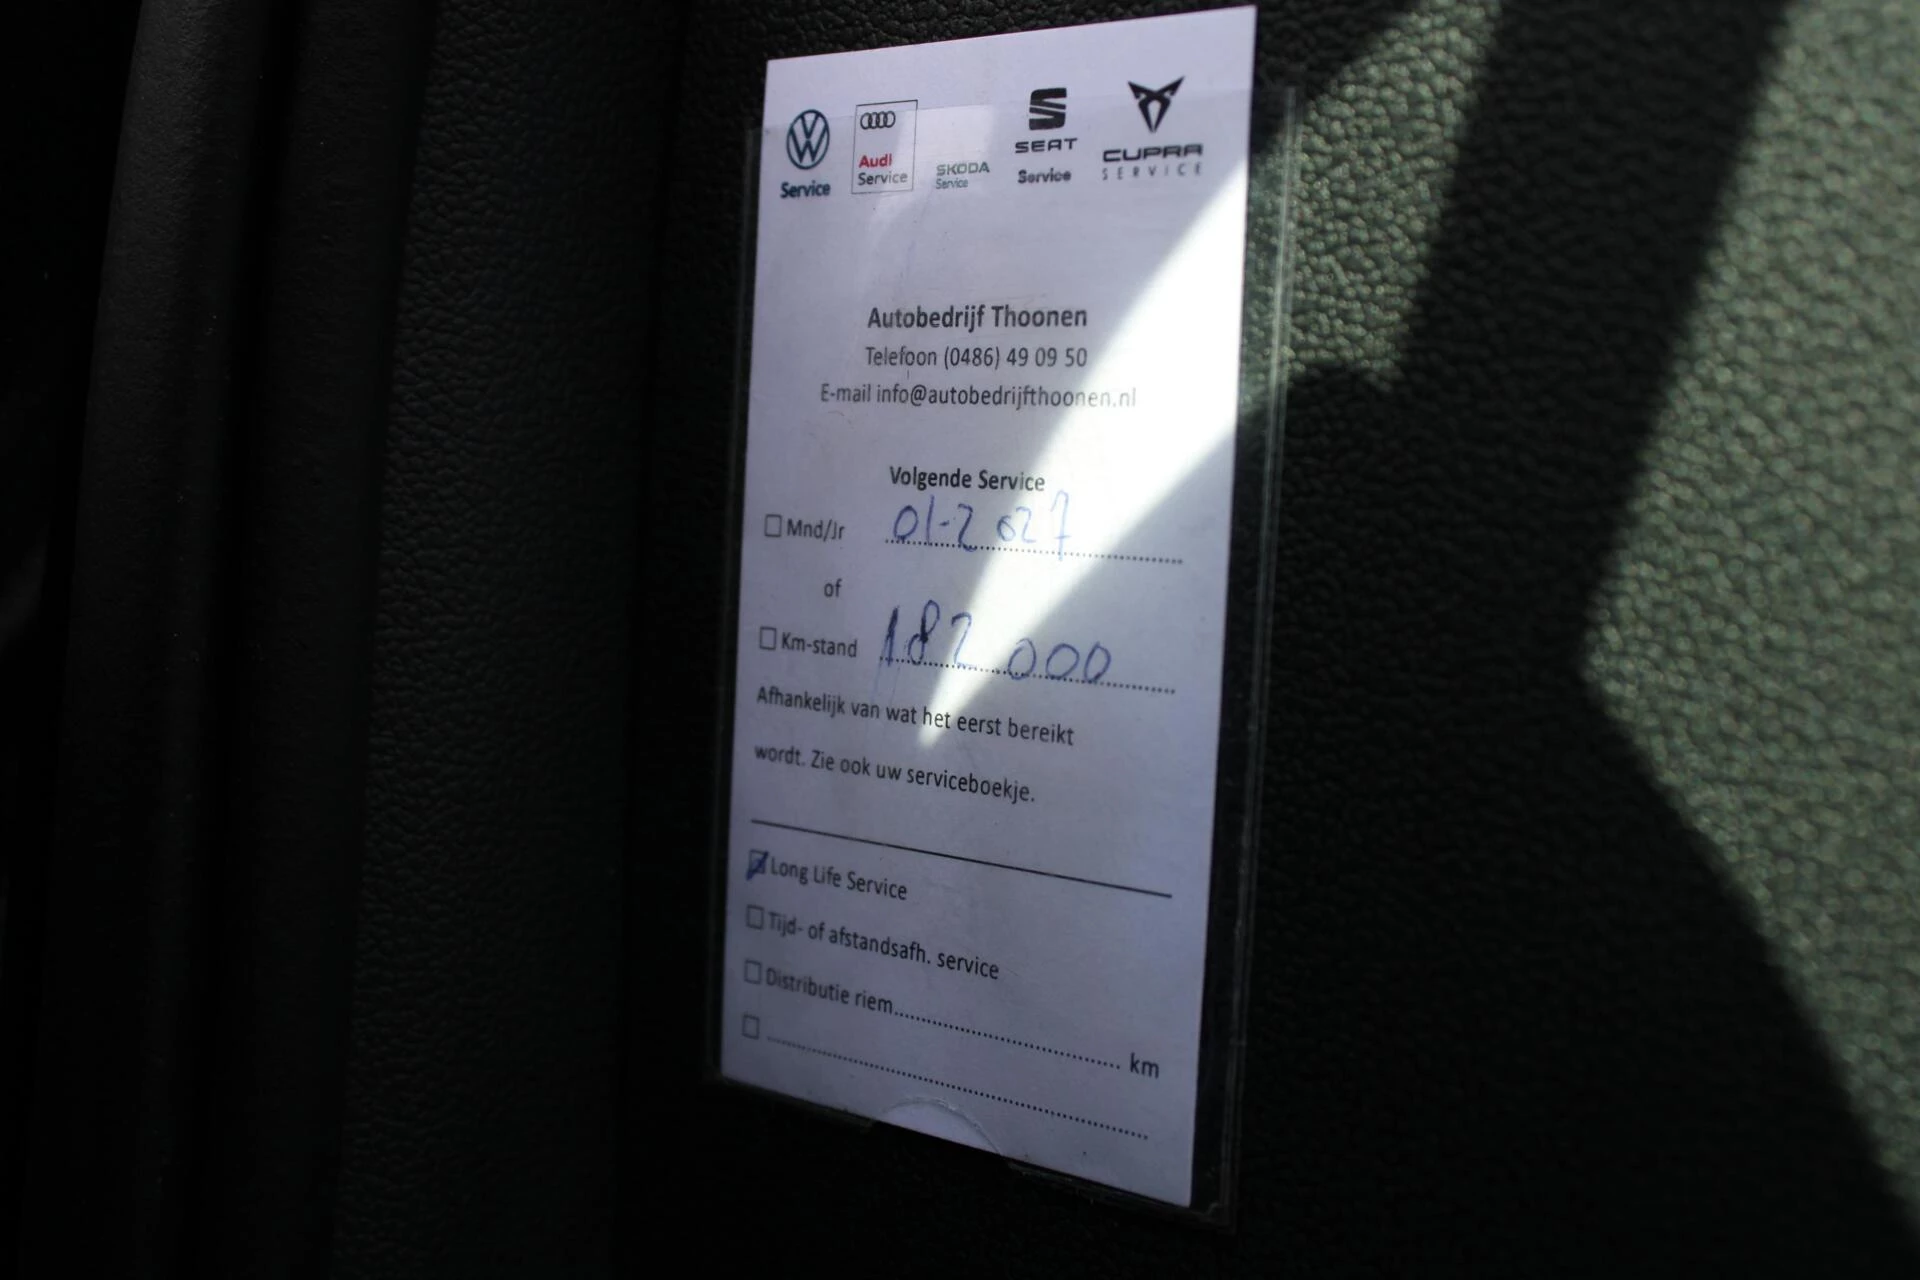 Service
Audi
Service
SKODA
Service
SEAT
Service
CUPRA
SERVICE
Autobedrijf Thoonen
Telefoon (0486) 49 09 50
E-mail info@autobedrijfthoonen.nl
Volgende Service
Mnd/Jr 01-2027
of
Km-stand 182.000
Afhankelijk van wat het eerst bereikt
wordt. Zie ook uw serviceboekje.
Long Life Service
Tijd- of afstandsafh. service
Distributie riem.................................... km